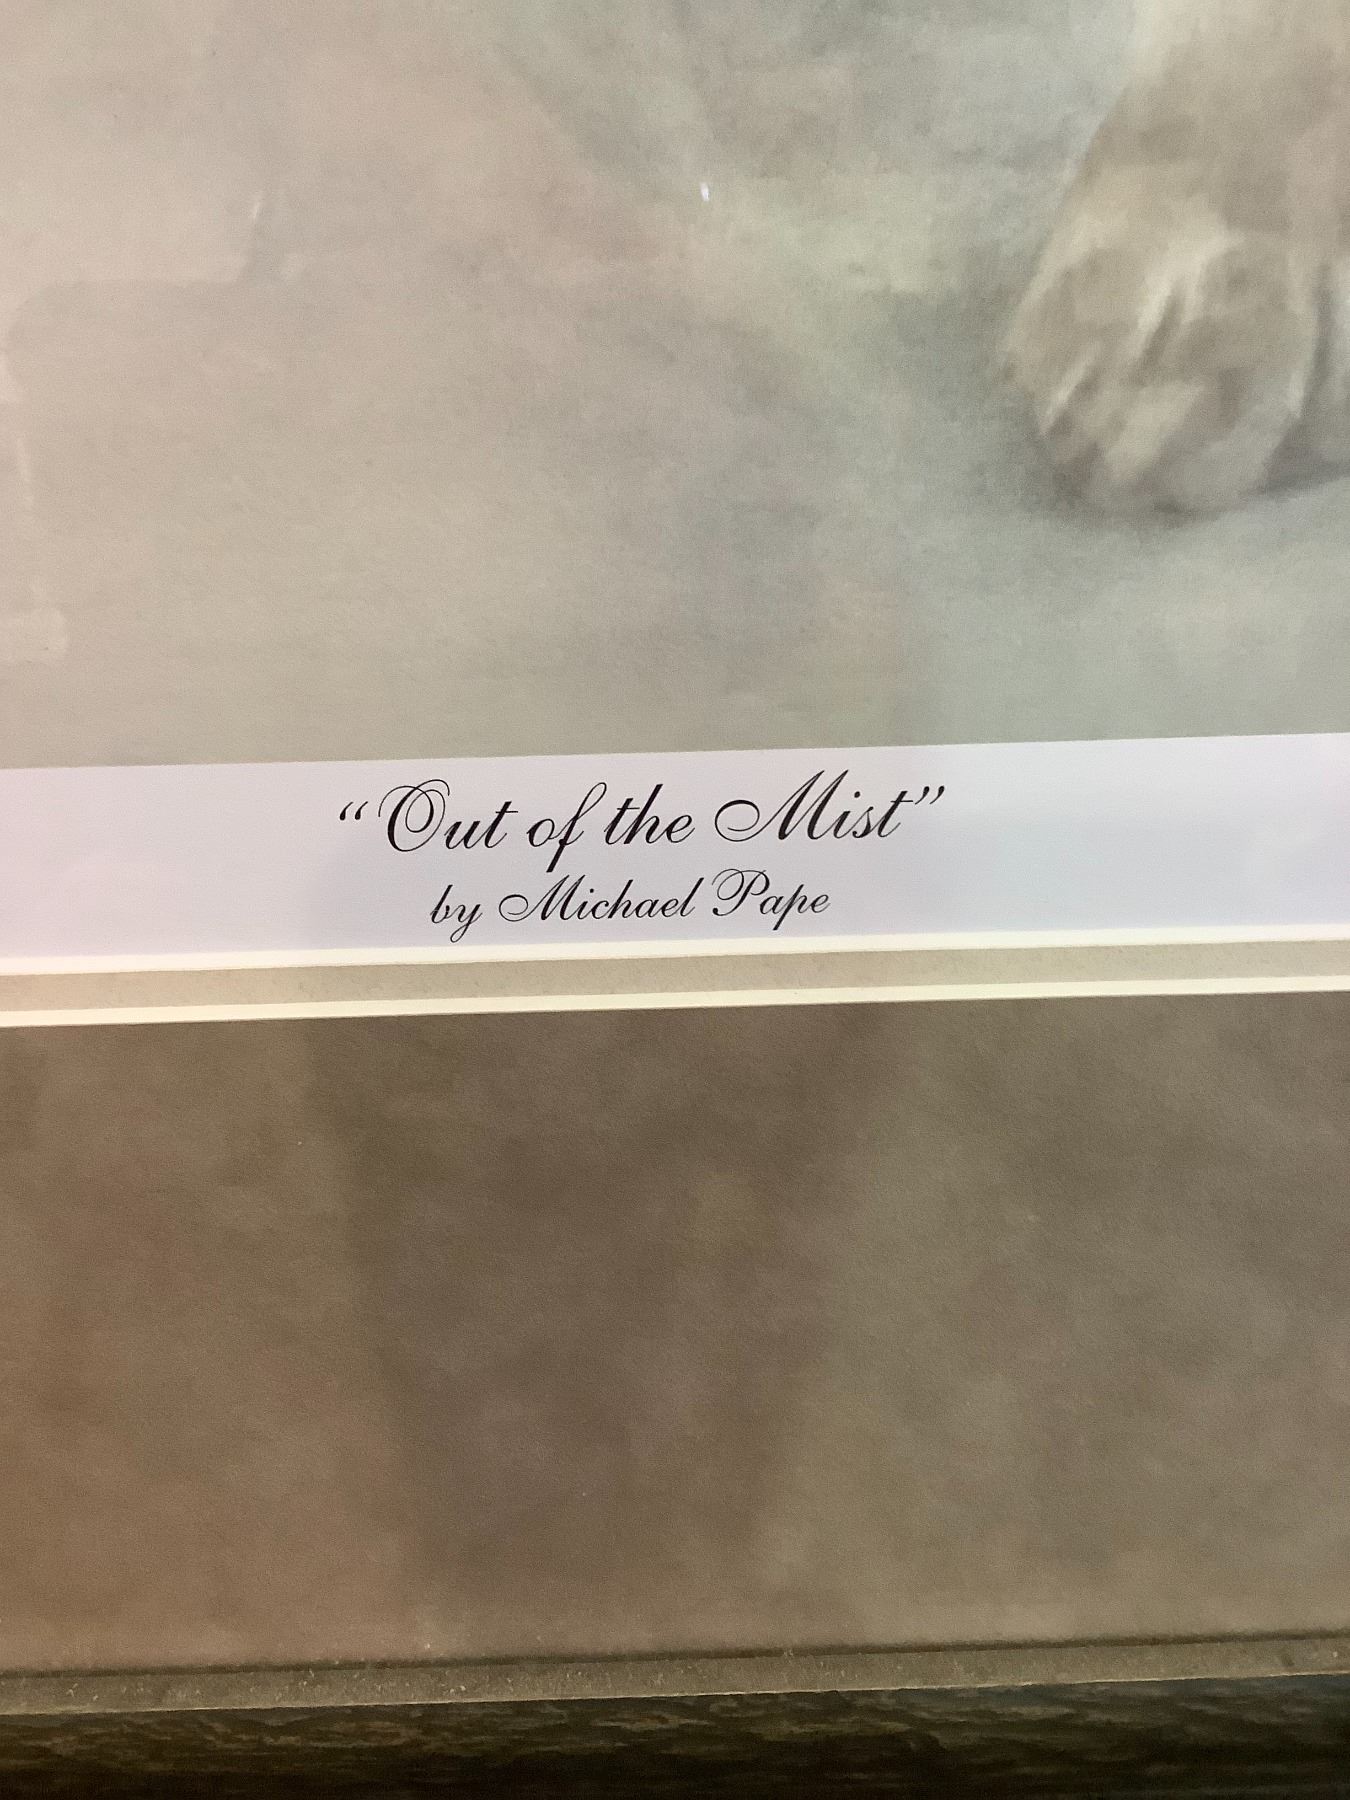 “Out of the Mist”
by Michael Pape